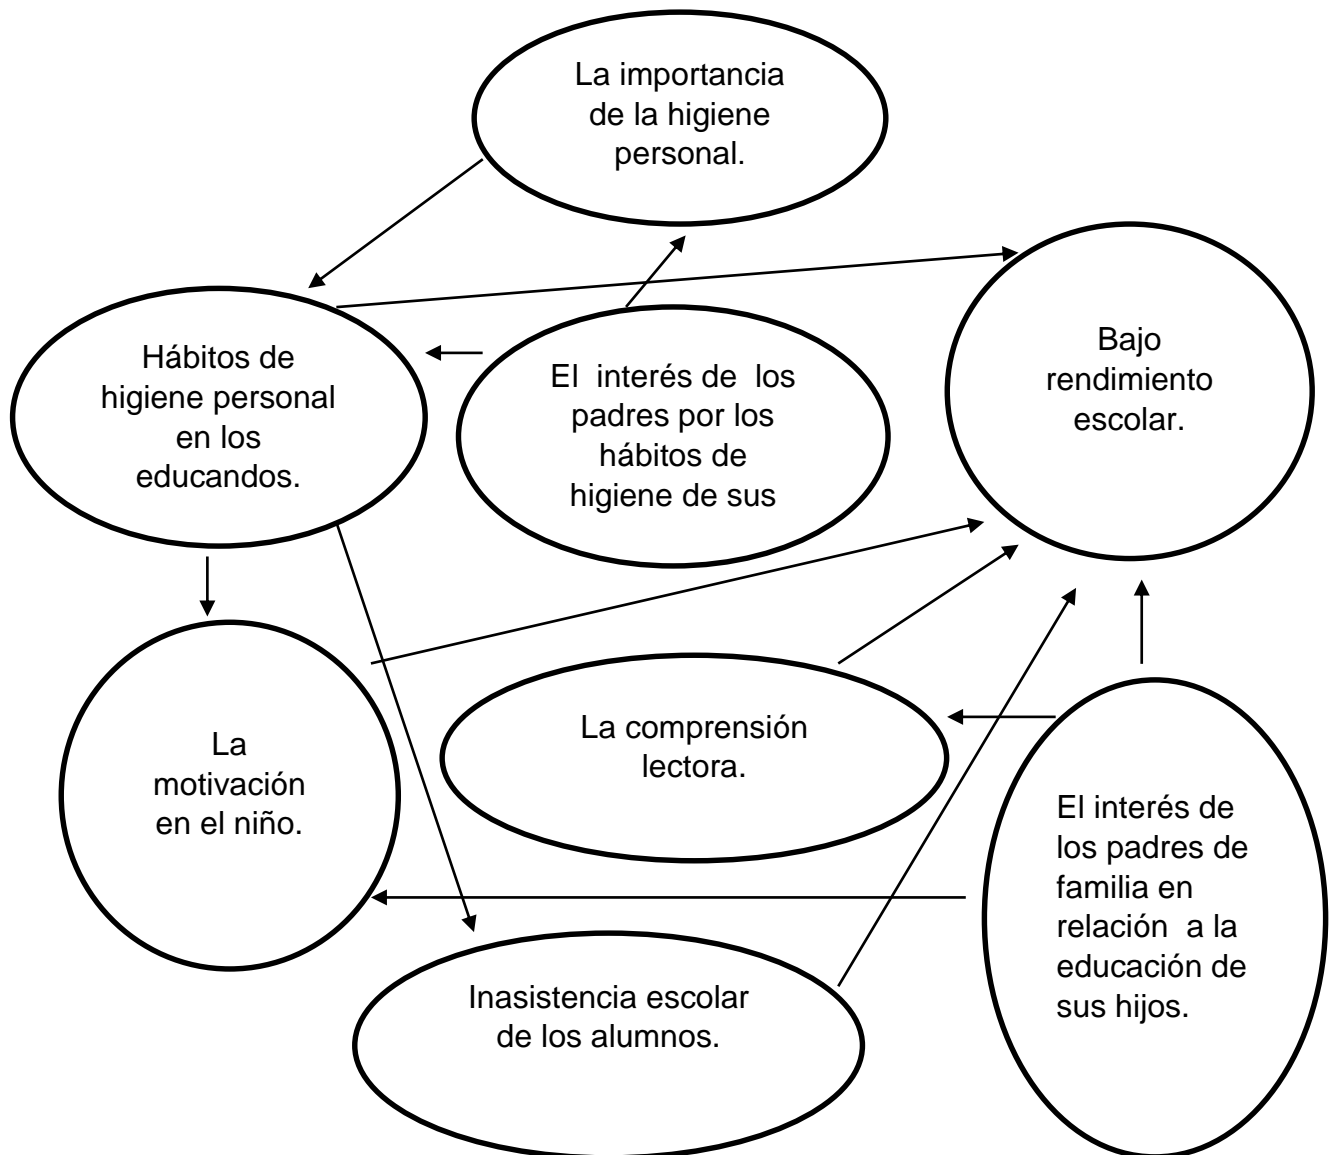 La importancia
de la higiene
personal.
Hábitos de
higiene personal
en los
educandos.
El  interés de  los
padres por los
hábitos de
higiene de sus
Bajo
rendimiento
escolar.
La
motivación
en el niño.
La comprensión
lectora.
El interés de
los padres de
familia en
relación  a la
educación de
sus hijos.
Inasistencia escolar
de los alumnos.